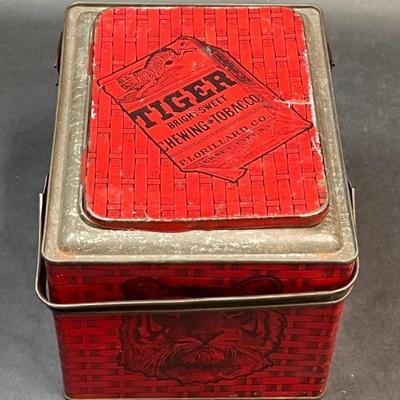 TIGER
BRIGHT SWEET
CHEWING TOBACCO
P. LORILLARD CO.,